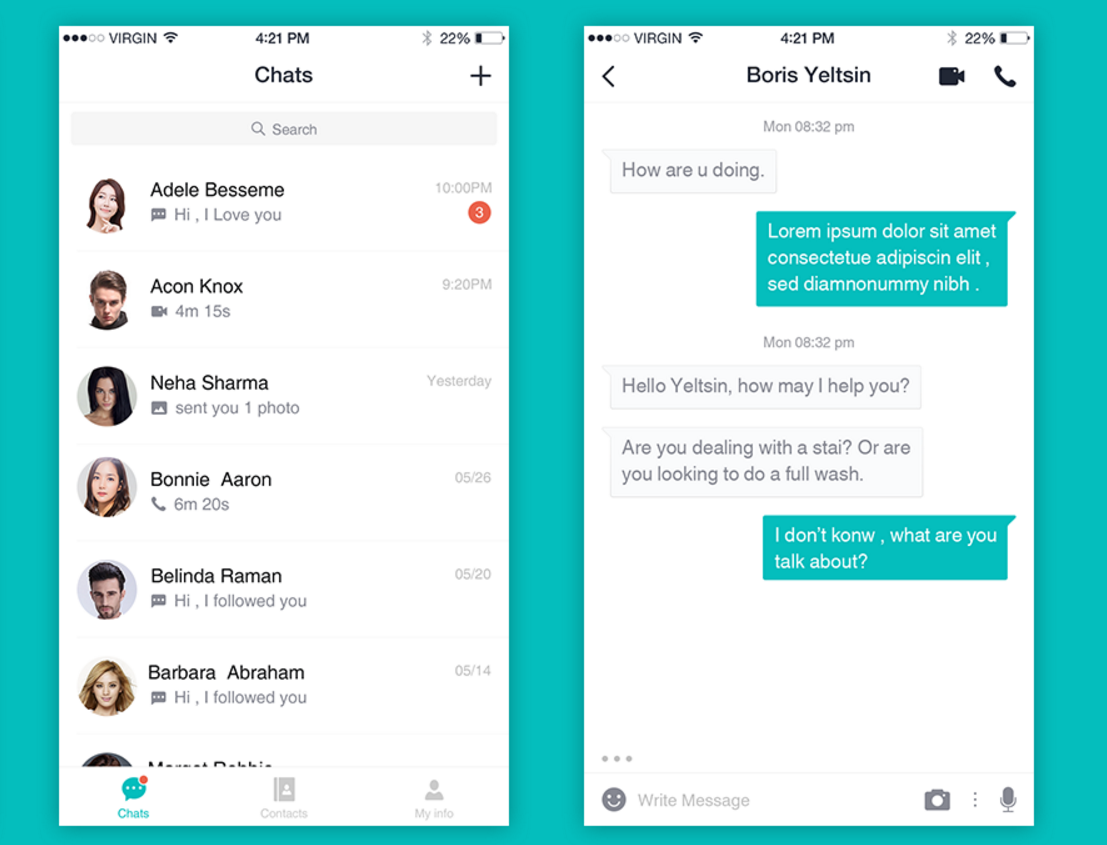 VIRGIN 4:21 PM 22%
Chats
Search
Adele Besseme 10:00PM
Hi , I Love you 3
Acon Knox 9:20PM
4m 15s
Neha Sharma Yesterday
sent you 1 photo
Bonnie Aaron 05/26
6m 20s
Belinda Raman 05/20
Hi , I followed you
Barbara Abraham 05/14
Hi , I followed you
Chats Contacts My info
VIRGIN 4:21 PM 22%
Boris Yeltsin
Mon 08:32 pm
How are u doing.
Lorem ipsum dolor sit amet
consectetue adipiscin elit ,
sed diamnonummy nibh .
Mon 08:32 pm
Hello Yeltsin, how may I help you?
Are you dealing with a stai? Or are
you looking to do a full wash.
I don't konw , what are you
talk about?
Write Message